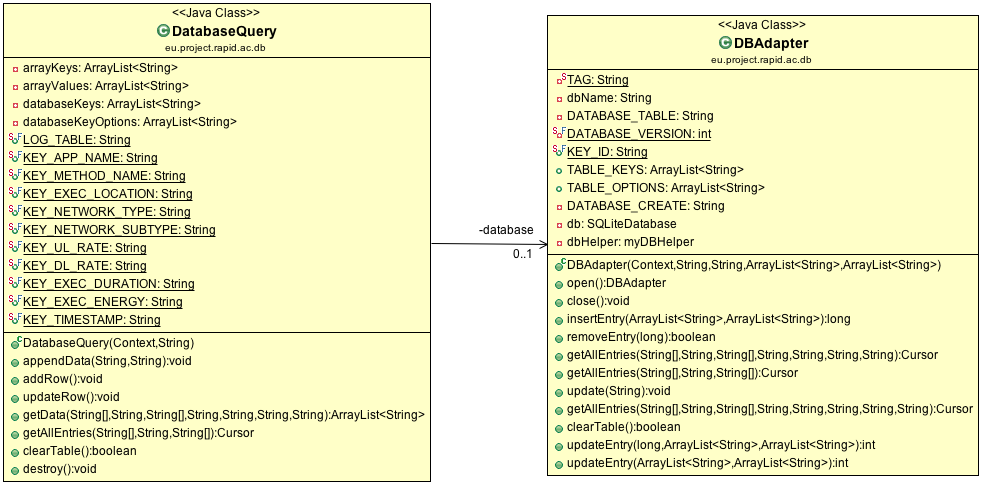 <<Java Class>>
DatabaseQuery
eu.project.rapid.ac.db
arrayKeys: ArrayList<String>
arrayValues: ArrayList<String>
databaseKeys: ArrayList<String>
databaseKeyOptions: ArrayList<String>
LOG_TABLE: String
KEY_APP_NAME: String
KEY_METHOD_NAME: String
KEY_EXEC_LOCATION: String
KEY_NETWORK_TYPE: String
KEY_NETWORK_SUBTYPE: String
KEY_UL_RATE: String
KEY_DL_RATE: String
KEY_EXEC_DURATION: String
KEY_EXEC_ENERGY: String
KEY_TIMESTAMP: String
DatabaseQuery(Context,String)
appendData(String,String):void
addRow():void
updateRow():void
getData(String[],String,String[],String,String,String,String):ArrayList<String>
getAllEntries(String[],String,String[]):Cursor
clearTable():boolean
destroy():void
-database
0..1
<<Java Class>>
DBAdapter
eu.project.rapid.ac.db
TAG: String
dbName: String
DATABASE_TABLE: String
DATABASE_VERSION: int
KEY_ID: String
TABLE_KEYS: ArrayList<String>
TABLE_OPTIONS: ArrayList<String>
DATABASE_CREATE: String
db: SQLiteDatabase
dbHelper: myDBHelper
DBAdapter(Context,String,String,ArrayList<String>,ArrayList<String>)
open():DBAdapter
close():void
insertEntry(ArrayList<String>,ArrayList<String>):long
removeEntry(long):boolean
getAllEntries(String[],String,String[],String,String,String,String):Cursor
getAllEntries(String[],String,String[]):Cursor
update(String):void
getAllEntries(String[],String,String[],String,String,String,String,String):Cursor
clearTable():boolean
updateEntry(long,ArrayList<String>,ArrayList<String>):int
updateEntry(ArrayList<String>,ArrayList<String>):int